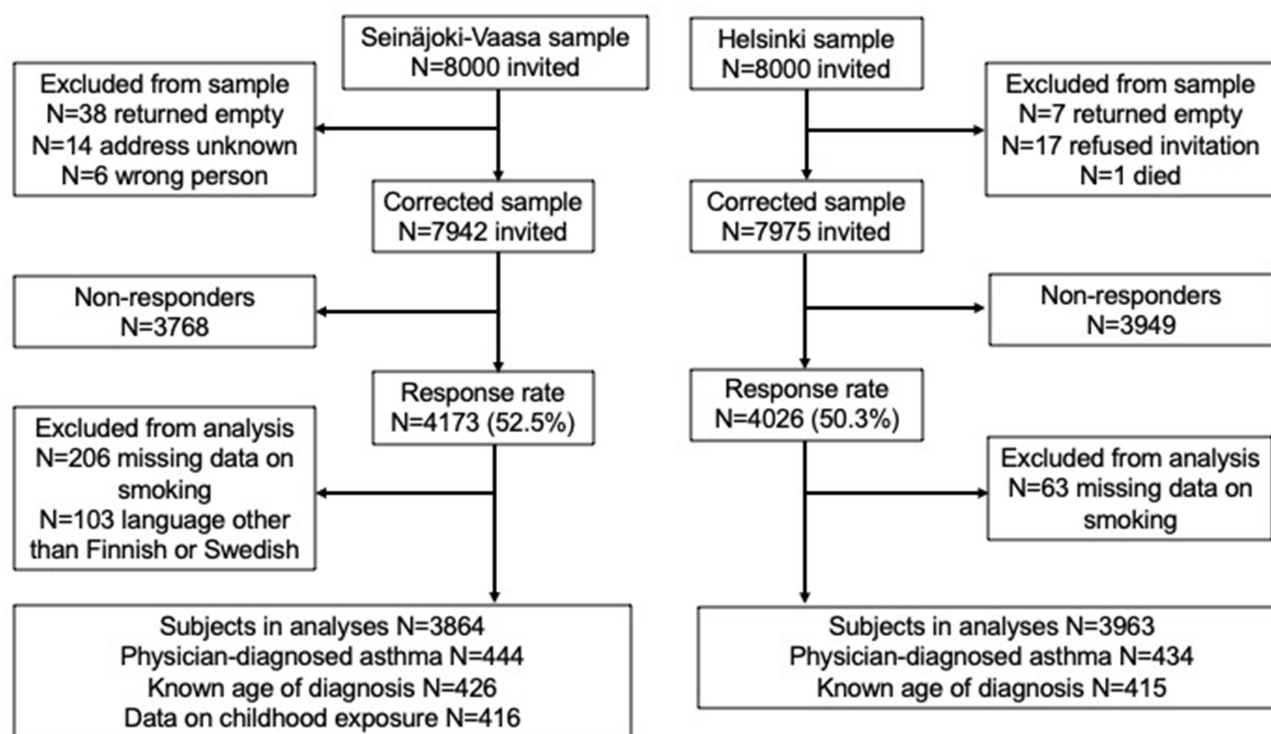 Seinäjoki-Vaasa sample
N=8000 invited
Excluded from sample
N=38 returned empty
N=14 address unknown
N=6 wrong person
Corrected sample
N=7942 invited
Non-responders
N=3768
Response rate
N=4173 (52.5%)
Excluded from analysis
N=206 missing data on
smoking
N=103 language other
than Finnish or Swedish
Subjects in analyses N=3864
Physician-diagnosed asthma N=444
Known age of diagnosis N=426
Data on childhood exposure N=416
Helsinki sample
N=8000 invited
Excluded from sample
N=7 returned empty
N=17 refused invitation
N=1 died
Corrected sample
N=7975 invited
Non-responders
N=3949
Response rate
N=4026 (50.3%)
Excluded from analysis
N=63 missing data on
smoking
Subjects in analyses N=3963
Physician-diagnosed asthma N=434
Known age of diagnosis N=415